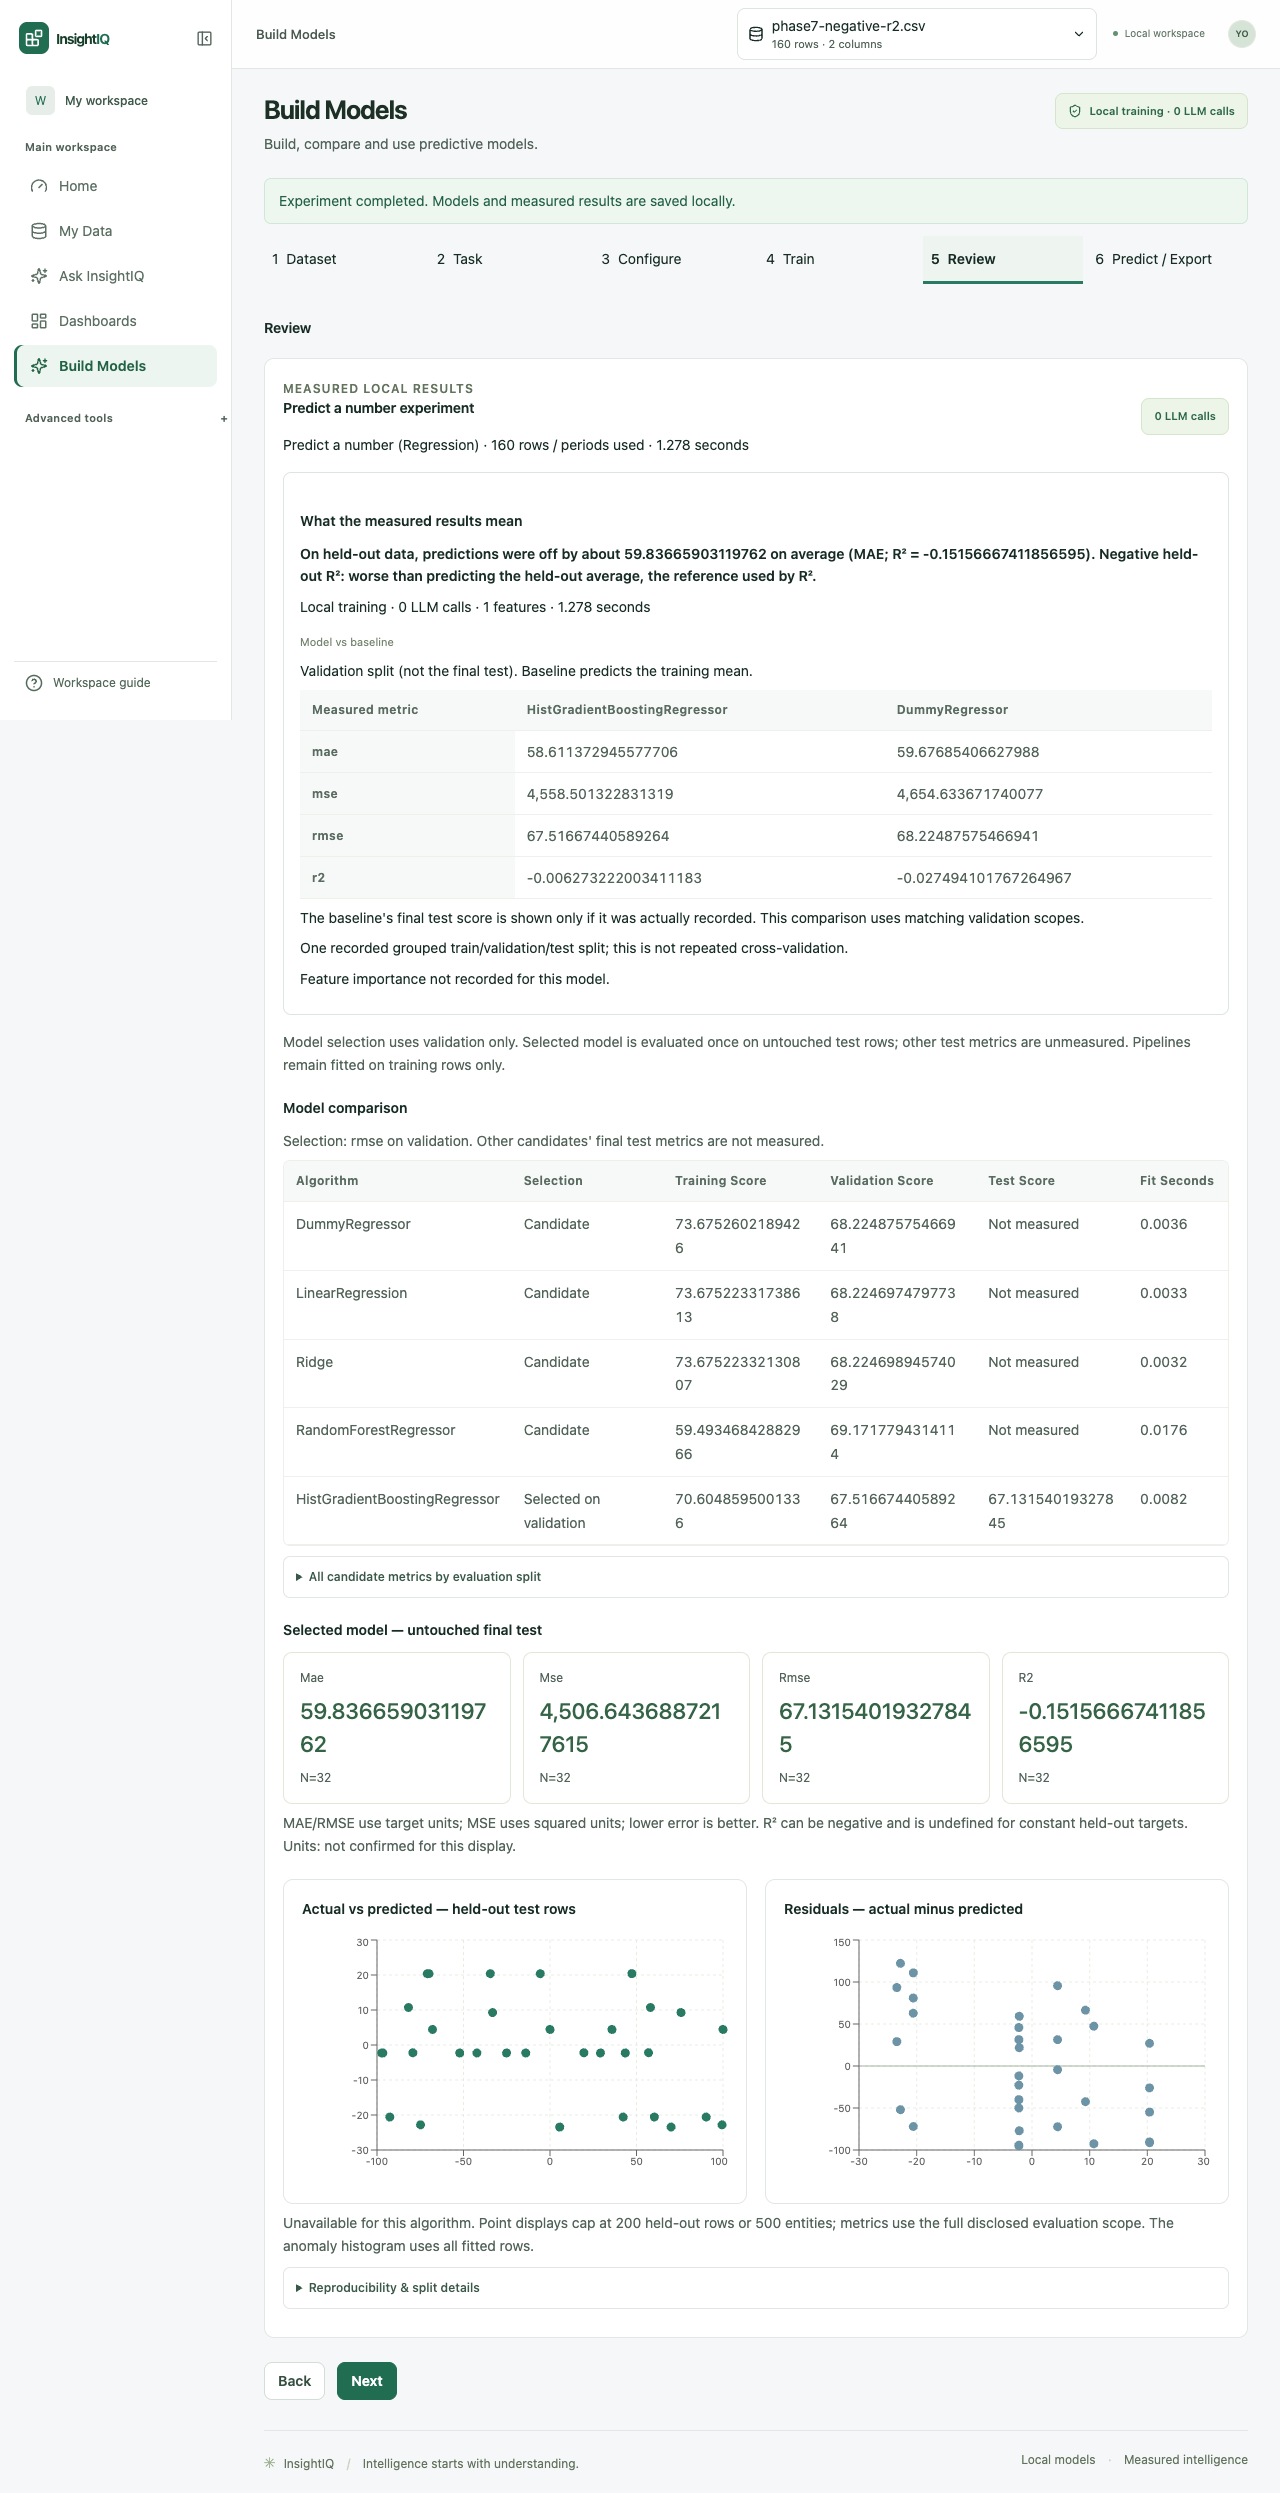 InsightIQ
W My workspace
Main workspace
Home
My Data
Ask InsightIQ
Dashboards
Build Models
Advanced tools +
Workspace guide
Build Models
phase7-negative-r2.csv
160 rows · 2 columns
Local workspace
YO
Build Models
Build, compare and use predictive models.
Local training · 0 LLM calls
Experiment completed. Models and measured results are saved locally.
1 Dataset
2 Task
3 Configure
4 Train
5 Review
6 Predict / Export
Review
MEASURED LOCAL RESULTS
Predict a number experiment
0 LLM calls
Predict a number (Regression) · 160 rows / periods used · 1.278 seconds
What the measured results mean
On held-out data, predictions were off by about 59.83665903119762 on average (MAE; R² = -0.15156667411856595). Negative held-
out R²: worse than predicting the held-out average, the reference used by R².
Local training · 0 LLM calls · 1 features · 1.278 seconds
Model vs baseline
Validation split (not the final test). Baseline predicts the training mean.
Measured metric HistGradientBoostingRegressor DummyRegressor
mae 58.611372945577706 59.67685406627988
mse 4,558.501322831319 4,654.633671740077
rmse 67.51667440589264 68.22487575466941
r2 -0.006273222003411183 -0.027494101767264967
The baseline's final test score is shown only if it was actually recorded. This comparison uses matching validation scopes.
One recorded grouped train/validation/test split; this is not repeated cross-validation.
Feature importance not recorded for this model.
Model selection uses validation only. Selected model is evaluated once on untouched test rows; other test metrics are unmeasured. Pipelines
remain fitted on training rows only.
Model comparison
Selection: rmse on validation. Other candidates' final test metrics are not measured.
Algorithm Selection Training Score Validation Score Test Score Fit Seconds
DummyRegressor Candidate 73.675260218942 68.224875754669 Not measured 0.0036
6 41
LinearRegression Candidate 73.675223317386 68.224697479773 Not measured 0.0033
13 8
Ridge Candidate 73.675223321308 68.224698945740 Not measured 0.0032
07 29
RandomForestRegressor Candidate 59.493468428829 69.171779431411 Not measured 0.0176
66 4
HistGradientBoostingRegressor Selected on 70.604859500133 67.516674405892 67.131540193278 0.0082
validation 6 64 45
All candidate metrics by evaluation split
Selected model — untouched final test
Mae Mse Rmse R2
59.836659031197 4,506.643688721 67.1315401932784 -0.1515666741185
62 7615 5 6595
N=32 N=32 N=32 N=32
MAE/RMSE use target units; MSE uses squared units; lower error is better. R² can be negative and is undefined for constant held-out targets.
Units: not confirmed for this display.
Actual vs predicted — held-out test rows
30
20
10
0
-10
-20
-30
-100 -50 0 50 100
Residuals — actual minus predicted
150
100
50
0
-50
-100
-30 -20 -10 0 10 20 30
Unavailable for this algorithm. Point displays cap at 200 held-out rows or 500 entities; metrics use the full disclosed evaluation scope. The
anomaly histogram uses all fitted rows.
Reproducibility & split details
Back Next
InsightIQ / Intelligence starts with understanding.
Local models · Measured intelligence